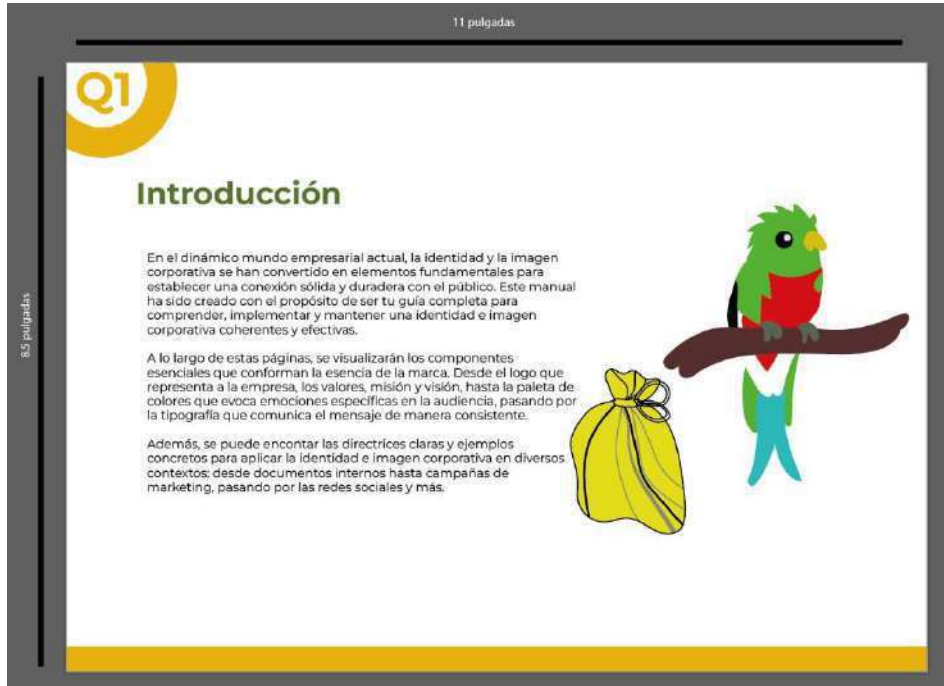 11 pulgadas
8.5 pulgadas
Q1
Introducción
En el dinámico mundo empresarial actual, la identidad y la imagen
corporativa se han convertido en elementos fundamentales para
establecer una conexión sólida y duradera con el público. Este manual
ha sido creado con el propósito de ser tu guía completa para
comprender, implementar y mantener una identidad e imagen
corporativa coherentes y efectivas.
A lo largo de estas páginas, se visualizarán los componentes
esenciales que conforman la esencia de la marca. Desde el logo que
representa a la empresa, los valores, misión y visión, hasta la paleta de
colores que evoca emociones específicas en la audiencia, pasando por
la tipografía que comunica el mensaje de manera consistente.
Además, se puede encontar las directrices claras y ejemplos
concretos para aplicar la identidad e imagen corporativa en diversos
contextos: desde documentos internos hasta campañas de
marketing, pasando por las redes sociales y más.